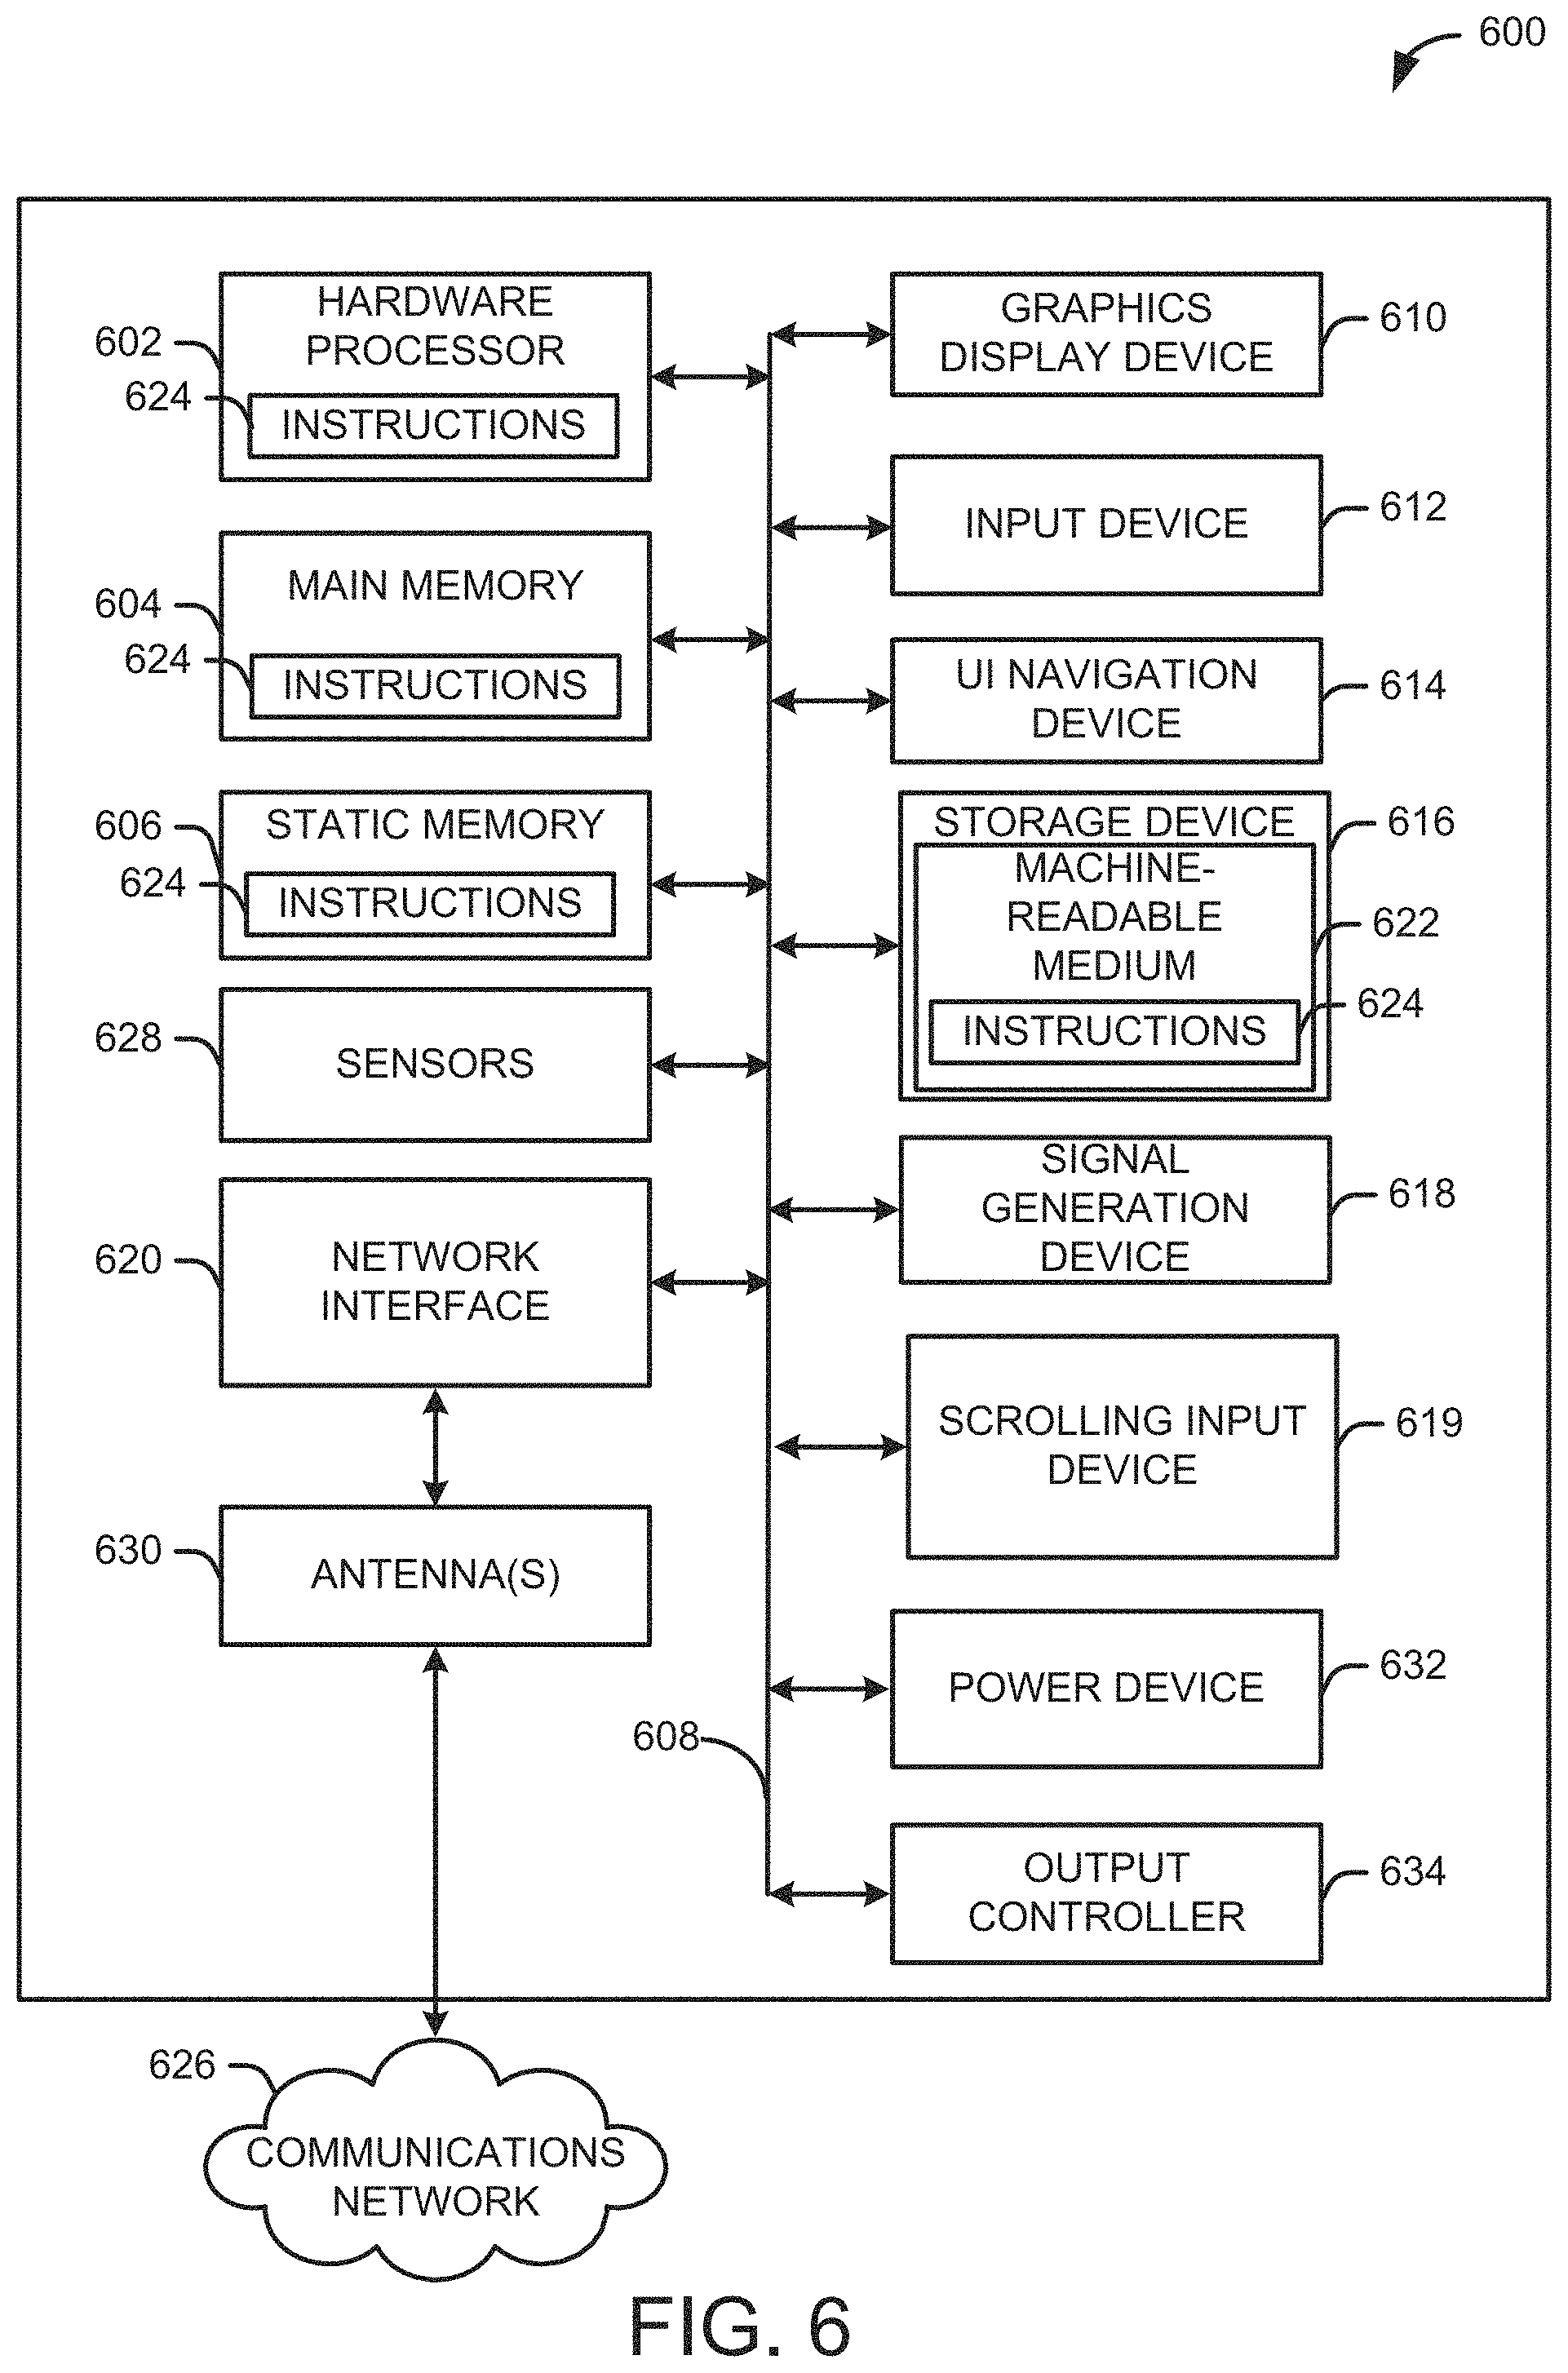 600
HARDWARE
PROCESSOR
602
624
INSTRUCTIONS
MAIN MEMORY
604
624
INSTRUCTIONS
STATIC MEMORY
606
624
INSTRUCTIONS
628
SENSORS
620
NETWORK
INTERFACE
630
ANTENNA(S)
608
GRAPHICS
DISPLAY DEVICE
610
INPUT DEVICE
612
UI NAVIGATION
DEVICE
614
STORAGE DEVICE
616
MACHINE-
READABLE
MEDIUM
622
INSTRUCTIONS
624
SIGNAL
GENERATION
DEVICE
618
SCROLLING INPUT
DEVICE
619
POWER DEVICE
632
OUTPUT
CONTROLLER
634
626
COMMUNICATIONS
NETWORK
FIG. 6